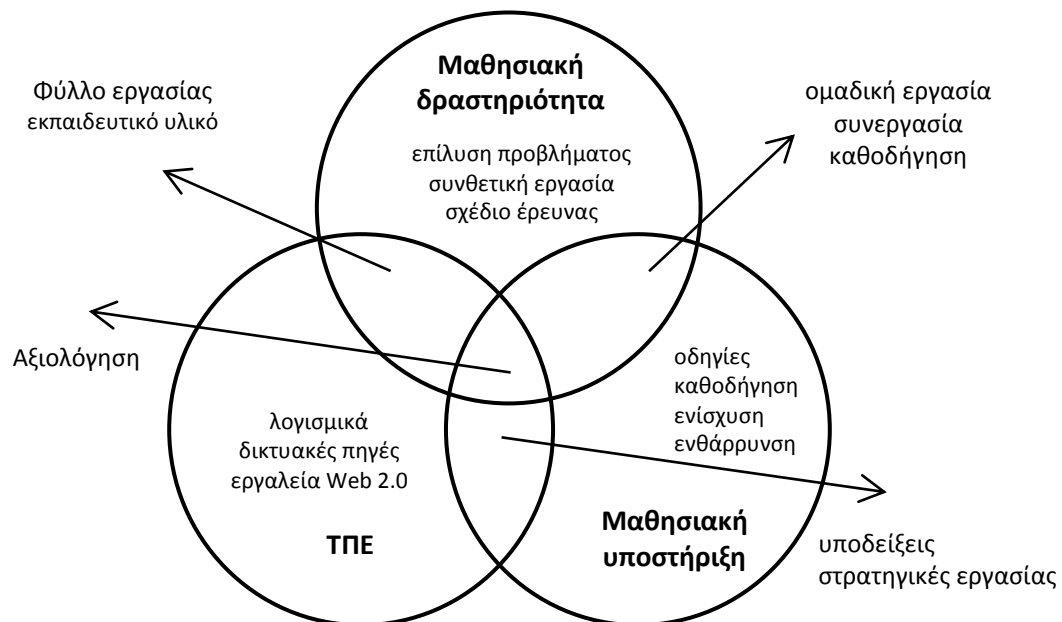 Μαθησιακή
δραστηριότητα
επίλυση προβλήματος
συνθετική εργασία
σχέδιο έρευνας
Φύλλο εργασίας
εκπαιδευτικό υλικό
ομαδική εργασία
συνεργασία
καθοδήγηση
Αξιολόγηση
οδηγίες
καθοδήγηση
ενίσχυση
ενθάρρυνση
λογισμικά
δικτυακές πηγές
εργαλεία Web 2.0
ΤΠΕ
Μαθησιακή
υποστήριξη
υποδείξεις
στρατηγικές εργασίας